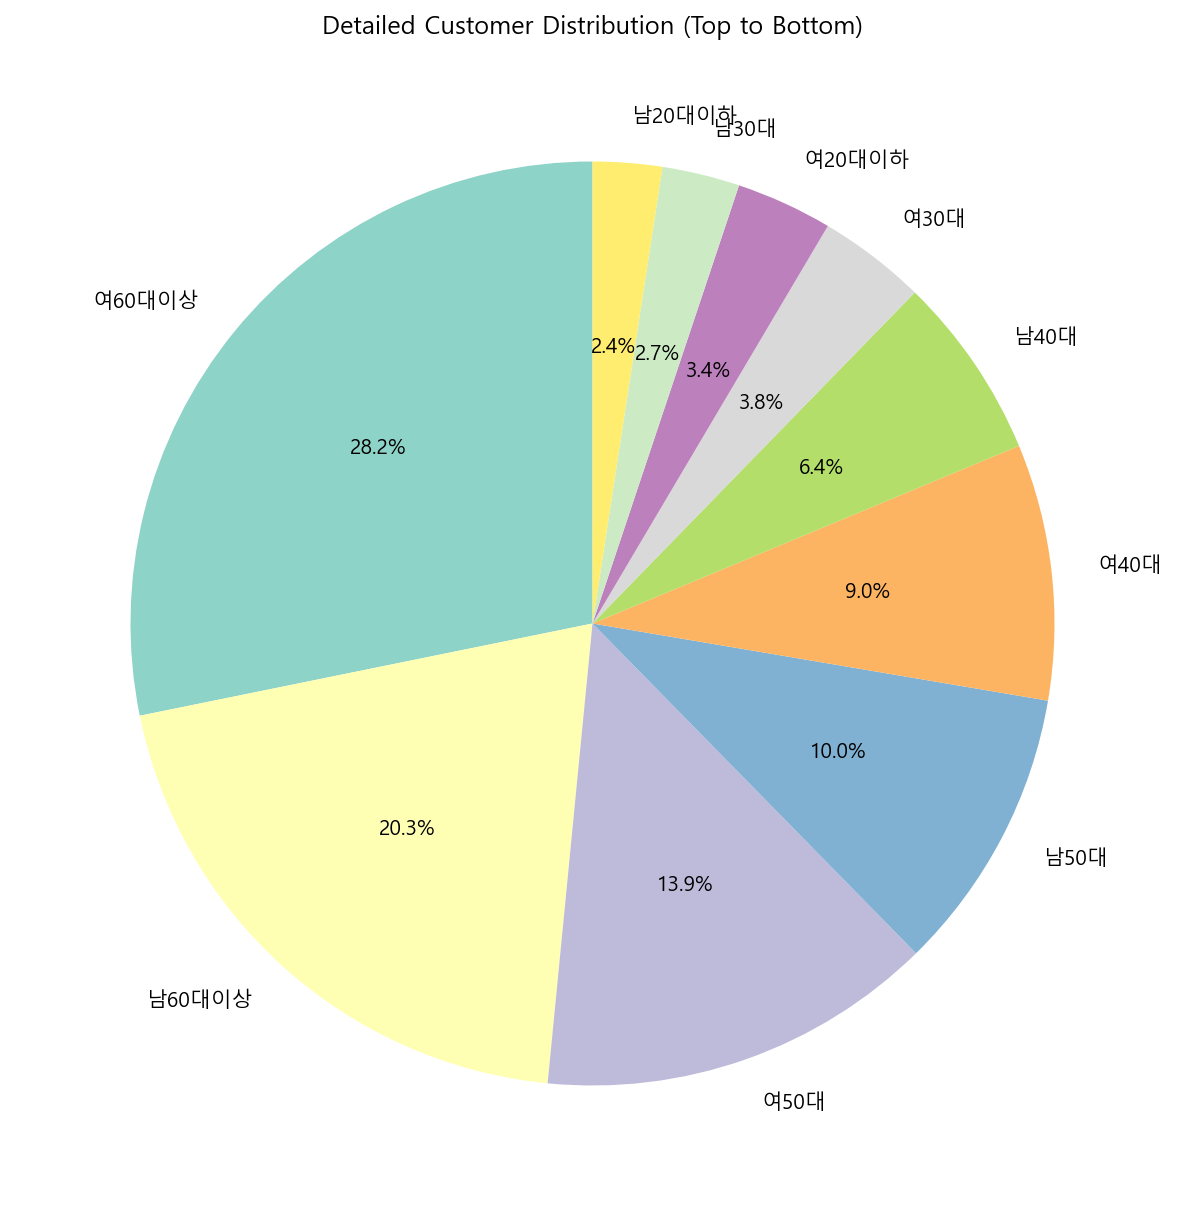 Detailed Customer Distribution (Top to Bottom)
남20대이하
남30대
여20대이하
여30대
여60대이상
남40대
2.4%
2.7%
3.4%
3.8%
28.2%
6.4%
여40대
9.0%
10.0%
20.3%
남50대
13.9%
남60대이상
여50대